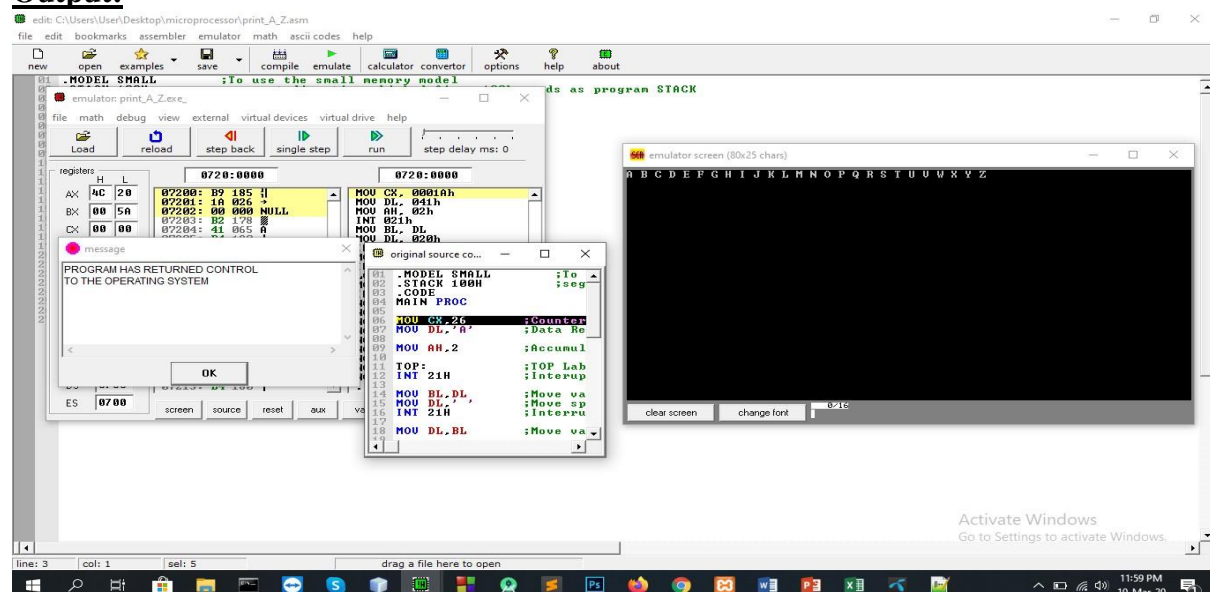 Output:
edit: C:\Users\User\Desktop\microprocessor\print_A_Z.asm
file edit bookmarks assembler emulator math ascii codes help
new open examples save compile emulate calculator convertor options help about
01 .MODEL SMALL ;To use the small memory model
ds as program STACK
emulator: print_A_Z.exe_
file math debug view external virtual devices virtual drive help
Load reload step back single step run step delay ms: 0
registers H L
0720:0000 0720:0000
AX 4C 20
BX 00 5A
CX 00 00
07200: B9 185
07201: 1A 026
07202: 00 000 NULL
07203: B2 178
07204: 41 065 A
MOV CX, 0001Ah
MOV DL, 041h
MOV AH, 02h
INT 021h
MOV BL, DL
MOV DL, 020h
message
PROGRAM HAS RETURNED CONTROL
TO THE OPERATING SYSTEM
OK
ES 0700
screen source reset aux
original source co...
01 .MODEL SMALL ;To
02 .STACK 100H ;seg
03 .CODE
04 MAIN PROC
05
06 MOV CX,26 ;Counter
07 MOV DL,'A' ;Data Re
08
09 MOV AH,2 ;Accumul
10
11 TOP: ;TOP Lab
12 INT 21H ;Interup
13
14 MOV BL,DL ;Move va
15 MOV DL,' ' ;Move sp
16 INT 21H ;Interru
17
18 MOV DL,BL ;Move va
emulator screen (80x25 chars)
A B C D E F G H I J K L M N O P Q R S T U V W X Y Z
clear screen change font 0/16
Activate Windows
Go to Settings to activate Windows.
line: 3 col: 1 sel: 5 drag a file here to open
11:59 PM